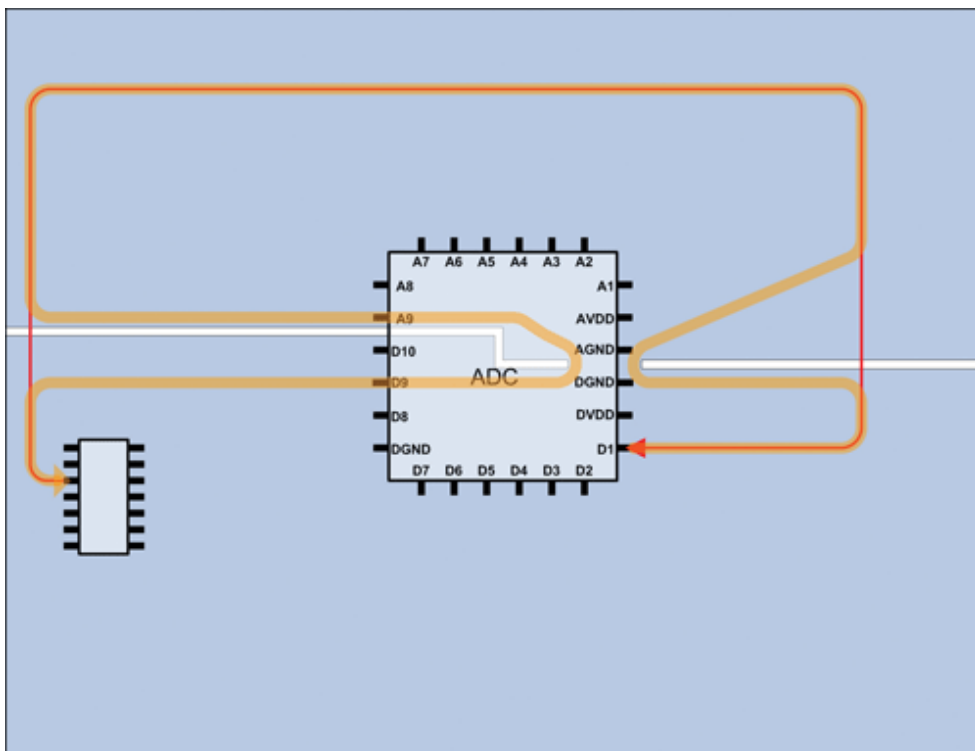 A7 A6 A5 A4 A3 A2
A8 A1
A9 AVDD
D10 AGND
ADC
D9 DGND
D8 DVDD
DGND D1
D7 D6 D5 D4 D3 D2